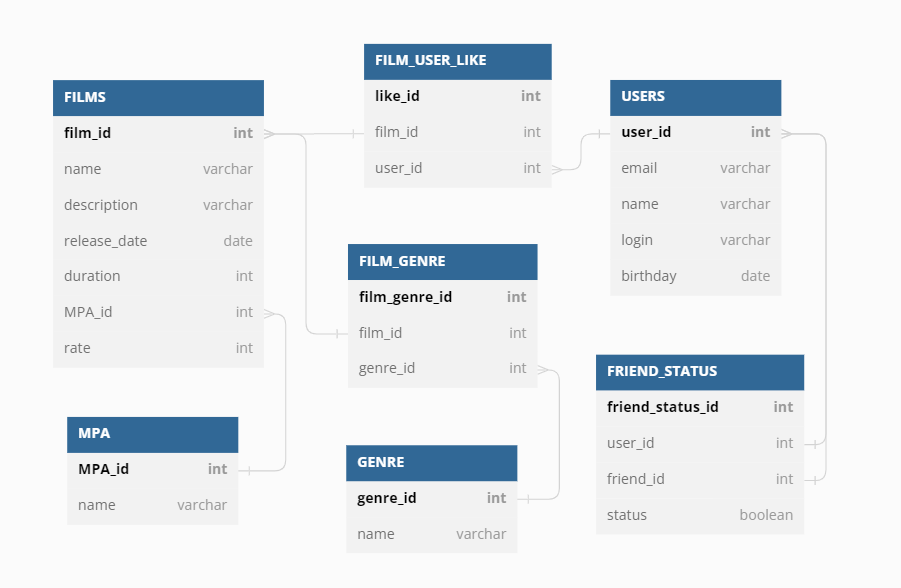 FILMS
film_id int
name varchar
description varchar
release_date date
duration int
MPA_id int
rate int
MPA
MPA_id int
name varchar
FILM_USER_LIKE
like_id int
film_id int
user_id int
FILM_GENRE
film_genre_id int
film_id int
genre_id int
GENRE
genre_id int
name varchar
USERS
user_id int
email varchar
name varchar
login varchar
birthday date
FRIEND_STATUS
friend_status_id int
user_id int
friend_id int
status boolean